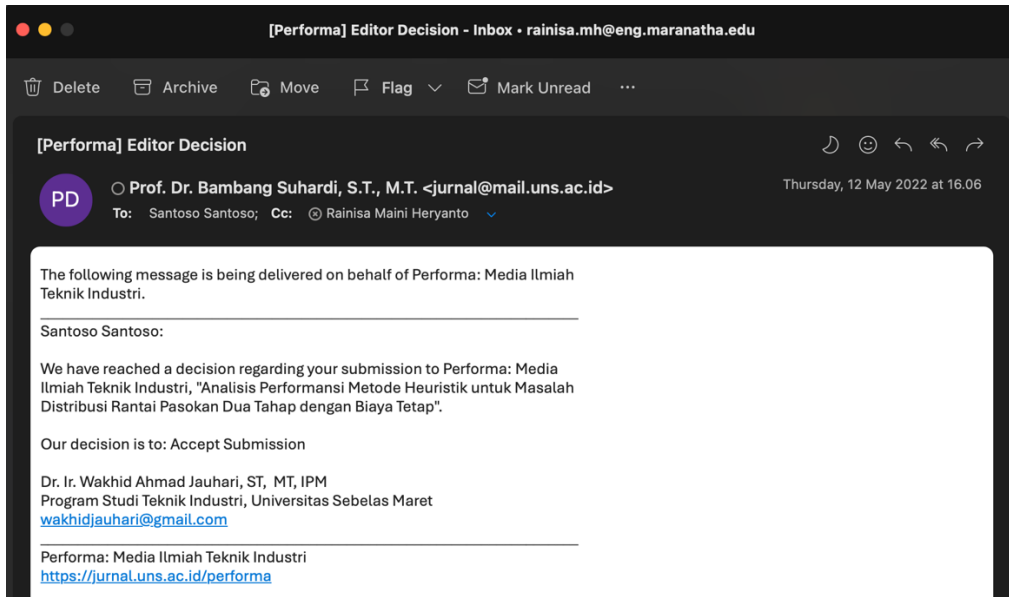 [Performa] Editor Decision - Inbox • rainisa.mh@eng.maranatha.edu
Delete Archive Move Flag Mark Unread ...
[Performa] Editor Decision
PD
Prof. Dr. Bambang Suhardi, S.T., M.T. <jurnal@mail.uns.ac.id>
Thursday, 12 May 2022 at 16.06
To: Santoso Santoso; Cc: Rainisa Maini Heryanto
The following message is being delivered on behalf of Performa: Media Ilmiah
Teknik Industri.
Santoso Santoso:
We have reached a decision regarding your submission to Performa: Media
Ilmiah Teknik Industri, "Analisis Performansi Metode Heuristik untuk Masalah
Distribusi Rantai Pasokan Dua Tahap dengan Biaya Tetap".
Our decision is to: Accept Submission
Dr. Ir. Wakhid Ahmad Jauhari, ST, MT, IPM
Program Studi Teknik Industri, Universitas Sebelas Maret
wakhidjauhari@gmail.com
Performa: Media Ilmiah Teknik Industri
https://jurnal.uns.ac.id/performa